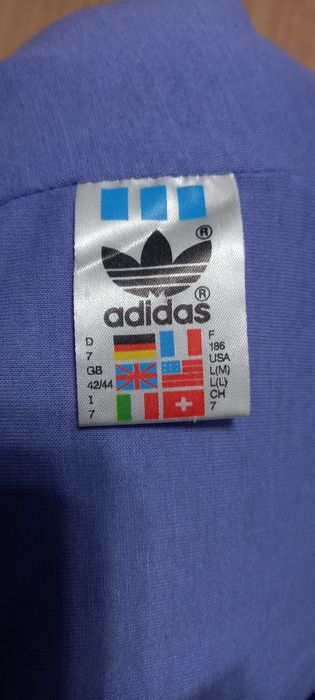 ®
adidas®
D F
7 186
GB USA
42/44 L(M)
I L(L)
7 CH
7